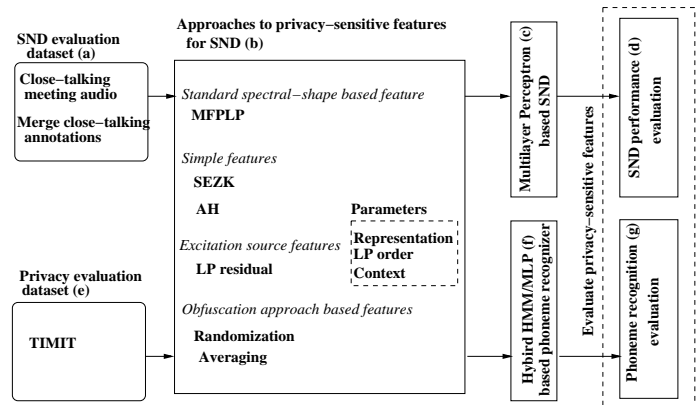 SND evaluation
dataset (a)
Close−talking
meeting audio
Merge close−talking
annotations
Approaches to privacy−sensitive features
for SND (b)
Standard spectral−shape based feature
MFPLP
Simple features
SEZK
AH
Parameters
Representation
LP order
Context
Excitation source features
LP residual
Obfuscation approach based features
Randomization
Averaging
Privacy evaluation
dataset (e)
TIMIT
Multilayer Perceptron (c)
based SND
Hybird HMM/MLP (f)
based phoneme recognizer
Evaluate privacy−sensitive features
SND performance (d)
evaluation
Phoneme recognition (g)
evaluation